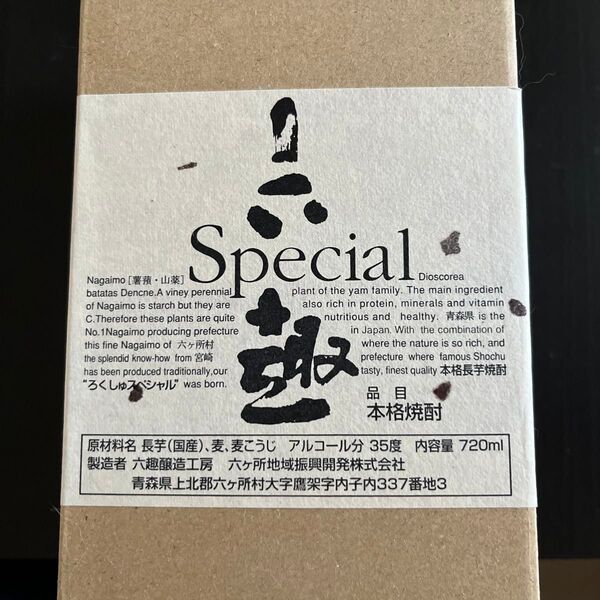 六趣
Special
Nagaimo [薯蕷・山薬] Dioscorea
batatas Dencne.A viney perennial plant of the yam family. The main ingredient
of Nagaimo is starch but they are also rich in protein, minerals and vitamin
C.Therefore these plants are quite nutritious and healthy. 青森県 is the
No.1Nagaimo producing prefecture in Japan. With the combination of
this fine Nagaimo of 六ヶ所村 where the nature is so rich, and
the splendid know-how from 宮崎 prefecture where famous Shochu
has been produced traditionally,our tasty, finest quality 本格長芋焼酎
"ろくしゅスペシャル" was born.
品目
本格焼酎
原材料名 長芋(国産)、麦、麦こうじ アルコール分 35度 内容量 720ml
製造者 六趣醸造工房 六ヶ所地域振興開発株式会社
青森県上北郡六ヶ所村大字鷹架字内子内337番地3